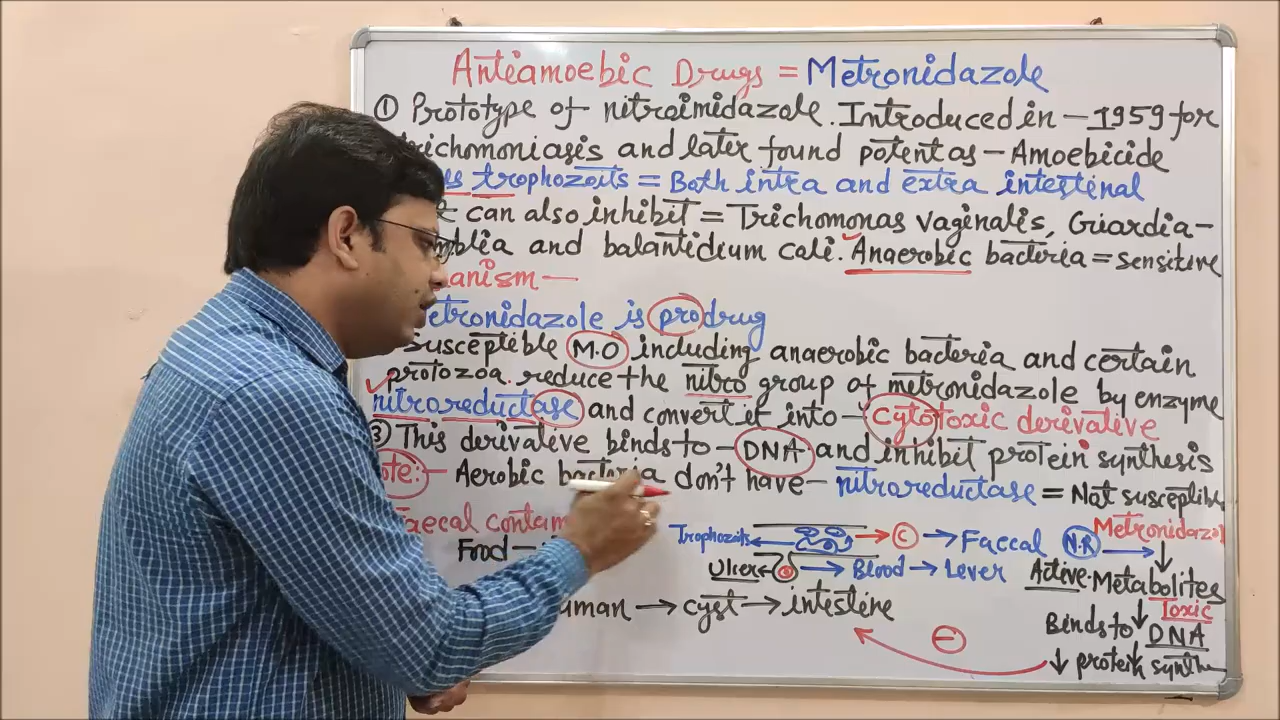 Antiamoebic Drugs = Metronidazole
① Prototype of nitroimidazole. Introduced in - 1959 for
trichomoniasis and later found potent as - Amoebicide
trophozoits = Both intra and extra intestinal
can also inhibit = Trichomonas vaginalis, Giardia-
mblia and balantidium coli. Anaerobic bacteria = sensitive
anism —
etronidazole is prodrug
Susceptible M.O including anaerobic bacteria and certain
protozoa. reduce the nitro group of metronidazole by enzyme
nitroreductase and convert it into - Cytotoxic derivative
③ This derivative binds to - DNA and inhibit protein synthesis
ote: - Aerobic bacteria don't have - nitroreductase = Not susceptible
Faecal contam
Food -
Trophozoits C → Faecal
Ulser ← → Blood → Lever
uman → cyst → intestine
Metronidazol
N.R
Active Metabolites
Toxic
Binds to DNA
↓ protein synthe